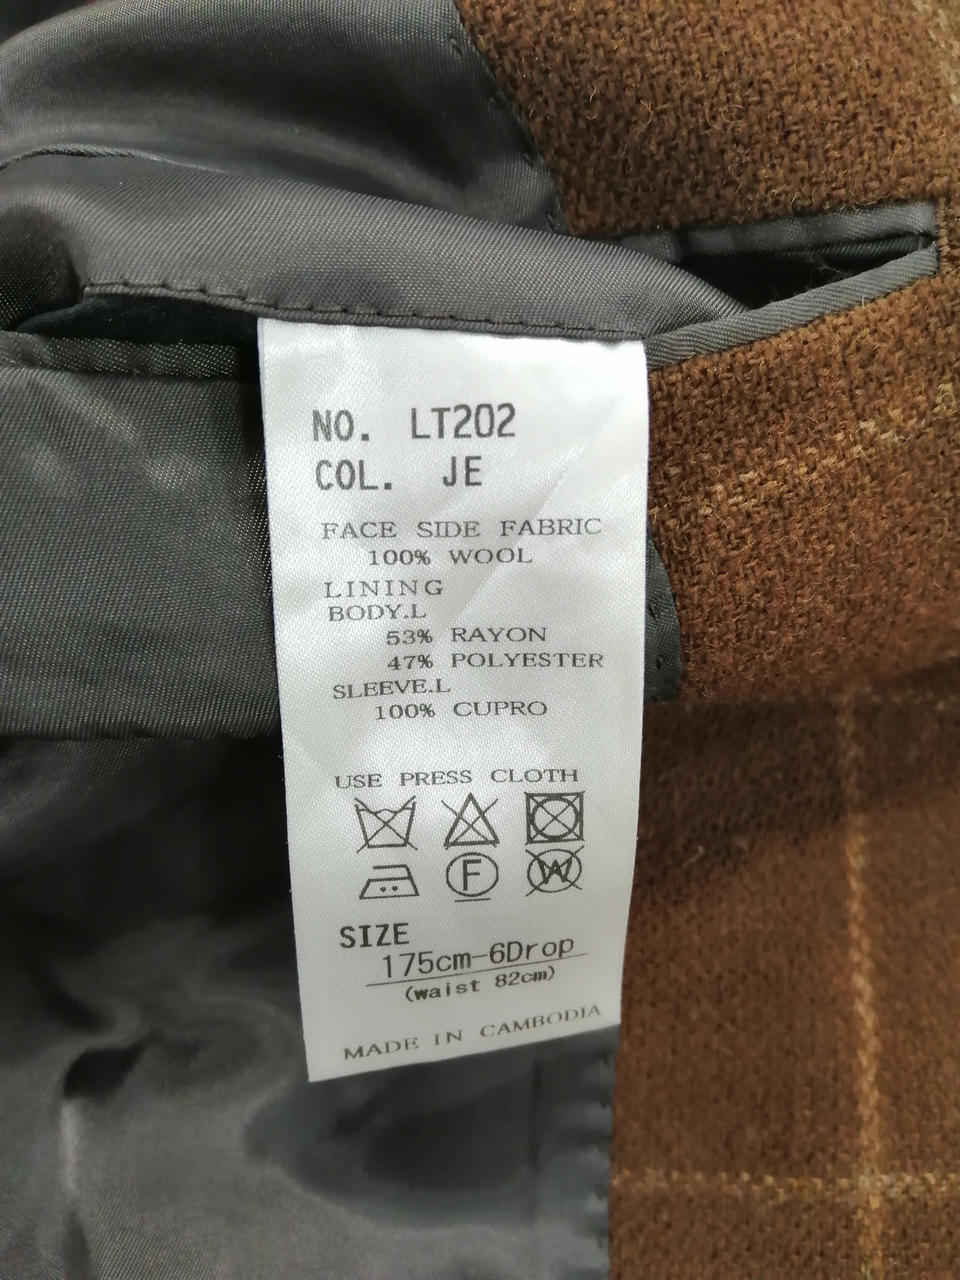 NO. LT202
COL. JE
FACE SIDE FABRIC
100% WOOL
LINING
BODY.L
53% RAYON
47% POLYESTER
SLEEVE.L
100% CUPRO
USE PRESS CLOTH
F W
SIZE
175cm-6Drop
(waist 82cm)
MADE IN CAMBODIA